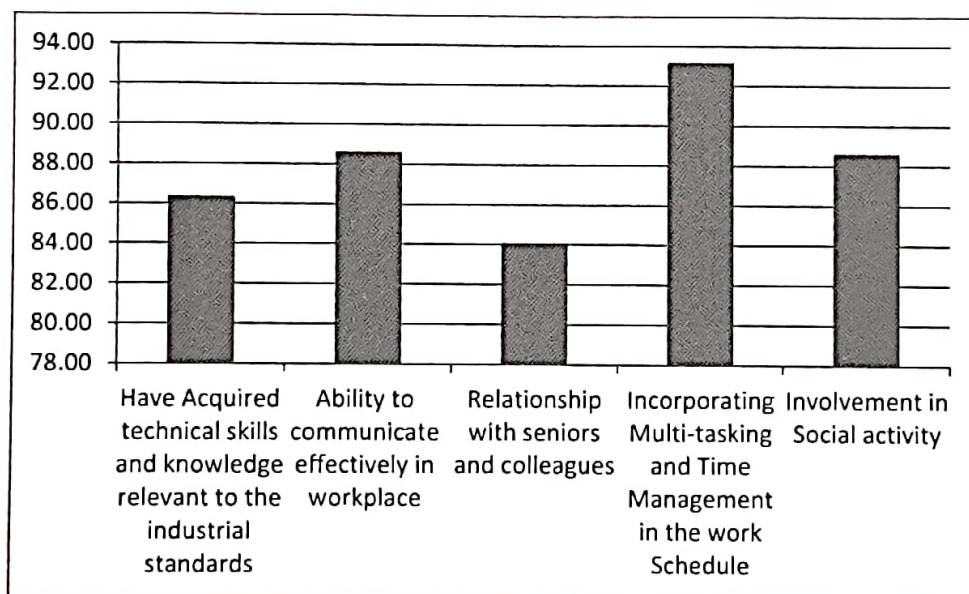 94.00
92.00
90.00
88.00
86.00
84.00
82.00
80.00
78.00
Have Acquired
technical skills
and knowledge
relevant to the
industrial
standards
Ability to
communicate
effectively in
workplace
Relationship
with seniors
and colleagues
Incorporating
Multi-tasking
and Time
Management
in the work
Schedule
Involvement in
Social activity